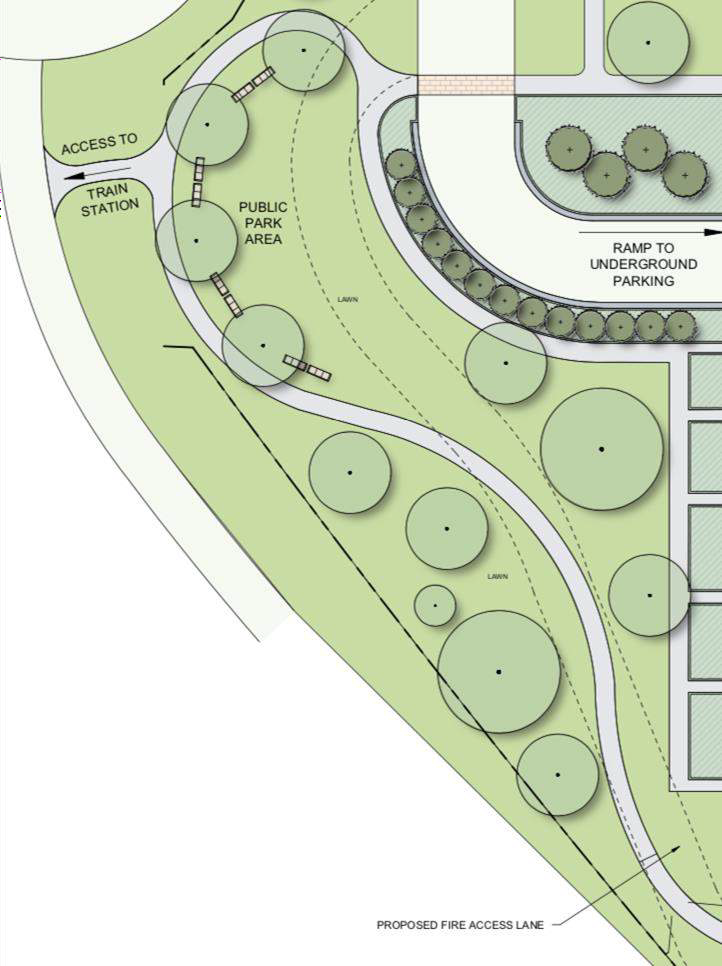 ACCESS TO
TRAIN
STATION
PUBLIC
PARK
AREA
RAMP TO
UNDERGROUND
PARKING
LAWN
LAWN
PROPOSED FIRE ACCESS LANE